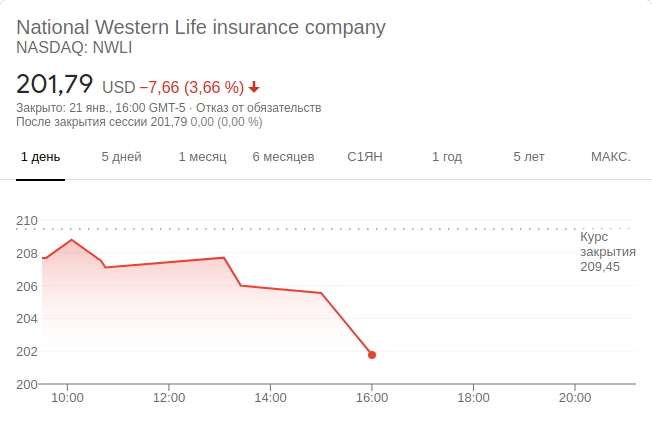 National Western Life insurance company
NASDAQ: NWLI
201,79 USD −7,66 (3,66 %)
Закрыто: 21 янв., 16:00 GMT-5 · Отказ от обязательств
После закрытия сессии 201,79 0,00 (0,00 %)
1 день 5 дней 1 месяц 6 месяцев С1ЯН 1 год 5 лет МАКС.
210
Курс
закрытия
208
209,45
206
204
202
200
10:00 12:00 14:00 16:00 18:00 20:00